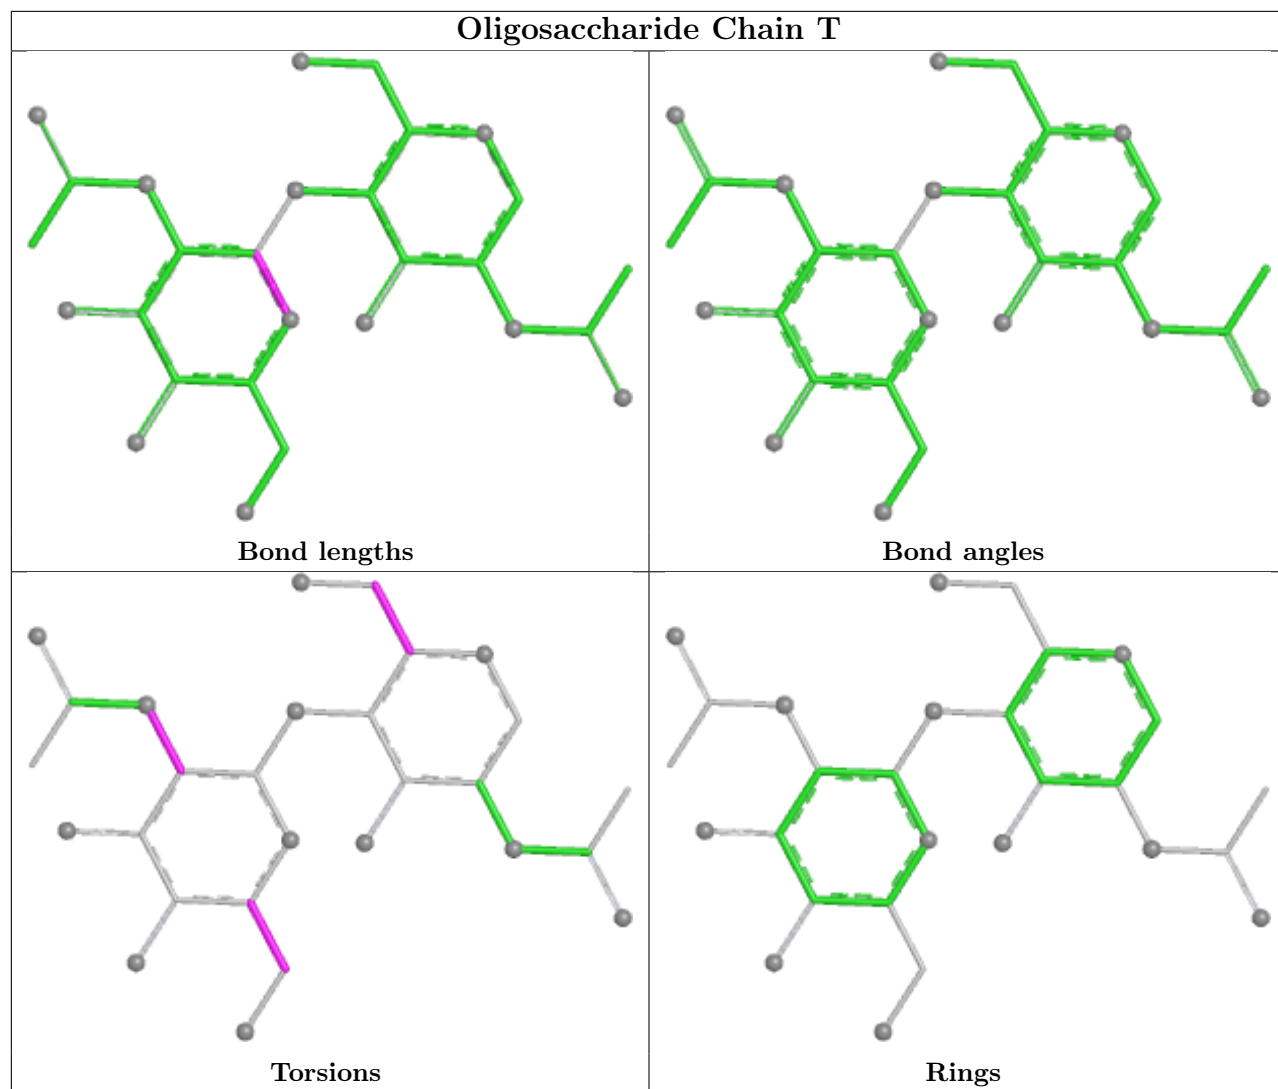 Oligosaccharide Chain T
Bond lengths
Bond angles
Torsions
Rings